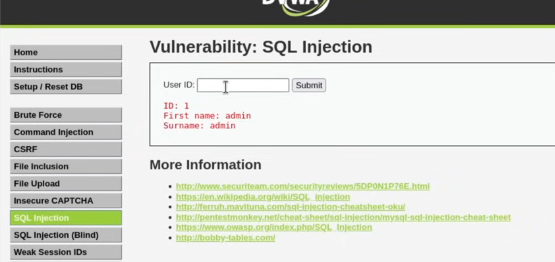 DVWA
Vulnerability: SQL Injection
Home
Instructions
Setup / Reset DB
Brute Force
Command Injection
CSRF
File Inclusion
File Upload
Insecure CAPTCHA
SQL Injection
SQL Injection (Blind)
Weak Session IDs
User ID:
Submit
ID: 1
First name: admin
Surname: admin
More Information
http://www.securiteam.com/securityreviews/5DP0N1P76E.html
https://en.wikipedia.org/wiki/SQL_injection
http://ferruh.mavituna.com/sql-injection-cheatsheet-oku/
http://pentestmonkey.net/cheat-sheet/sql-injection/mysql-sql-injection-cheat-sheet
https://www.owasp.org/index.php/SQL_Injection
http://bobby-tables.com/